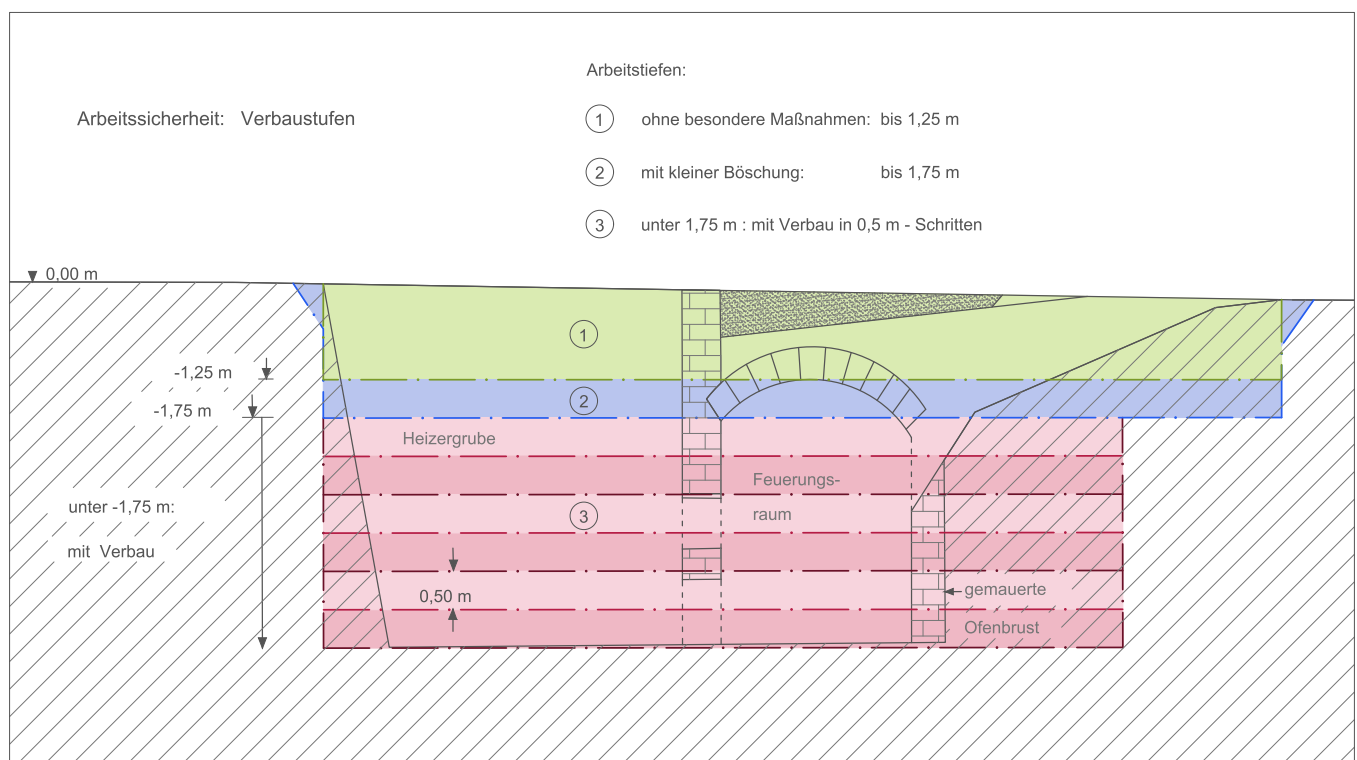 Arbeitstiefen:
Arbeitssicherheit: Verbaustufen
1 ohne besondere Maßnahmen: bis 1,25 m
2 mit kleiner Böschung: bis 1,75 m
3 unter 1,75 m : mit Verbau in 0,5 m - Schritten
0,00 m
1
-1,25 m
2
-1,75 m
Heizergrube
Feuerungs-
raum
unter -1,75 m:
mit Verbau
3
0,50 m
gemauerte
Ofenbrust